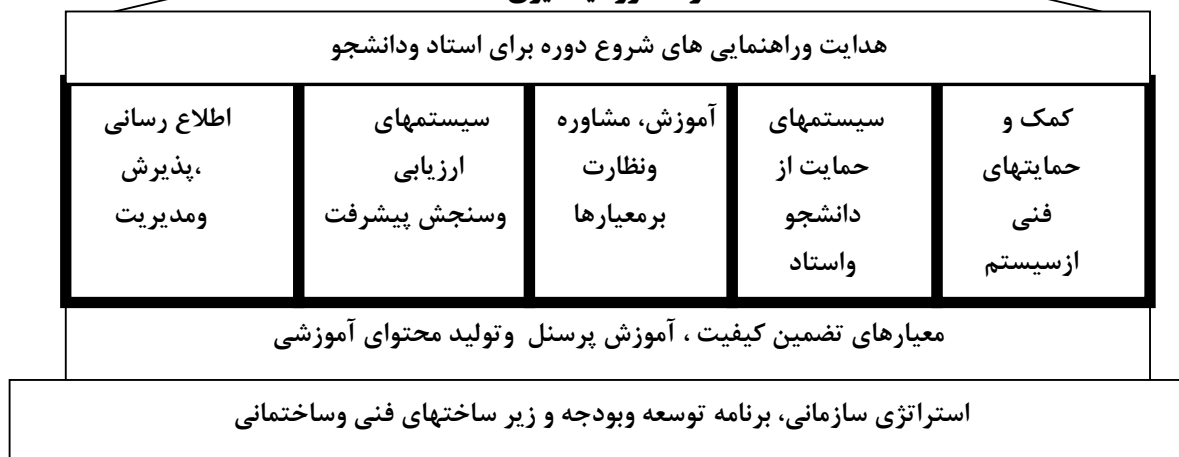 هدایت وراهنمایی های شروع دوره برای استاد ودانشجو
کمک و
حمایتهای
فنی
ازسیستم
سیستمهای
حمایت از
دانشجو
واستاد
آموزش، مشاوره
ونظارت
برمعیارها
سیستمهای
ارزیابی
وسنجش پیشرفت
اطلاع رسانی
،پذیرش
ومدیریت
معیارهای تضمین کیفیت ، آموزش پرسنل وتولید محتوای آموزشی
استراتژی سازمانی، برنامه توسعه وبودجه و زیر ساختهای فنی وساختمانی